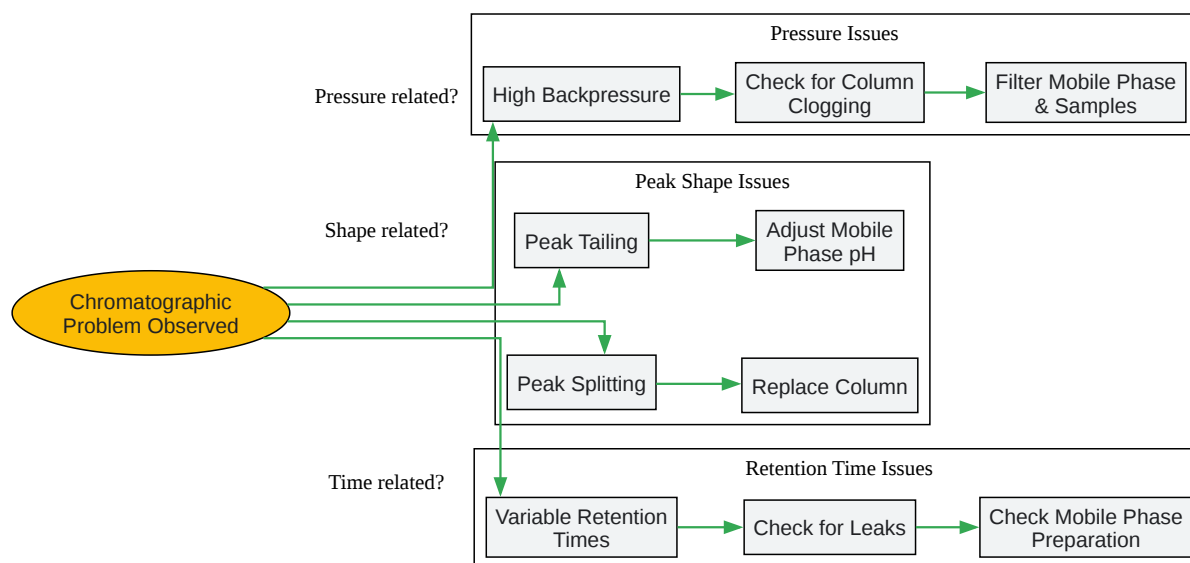 Pressure Issues
Pressure related?
High Backpressure
Check for Column
Clogging
Filter Mobile Phase
& Samples
Peak Shape Issues
Shape related?
Peak Tailing
Adjust Mobile
Phase pH
Chromatographic
Problem Observed
Peak Splitting
Replace Column
Retention Time Issues
Time related?
Variable Retention
Times
Check for Leaks
Check Mobile Phase
Preparation